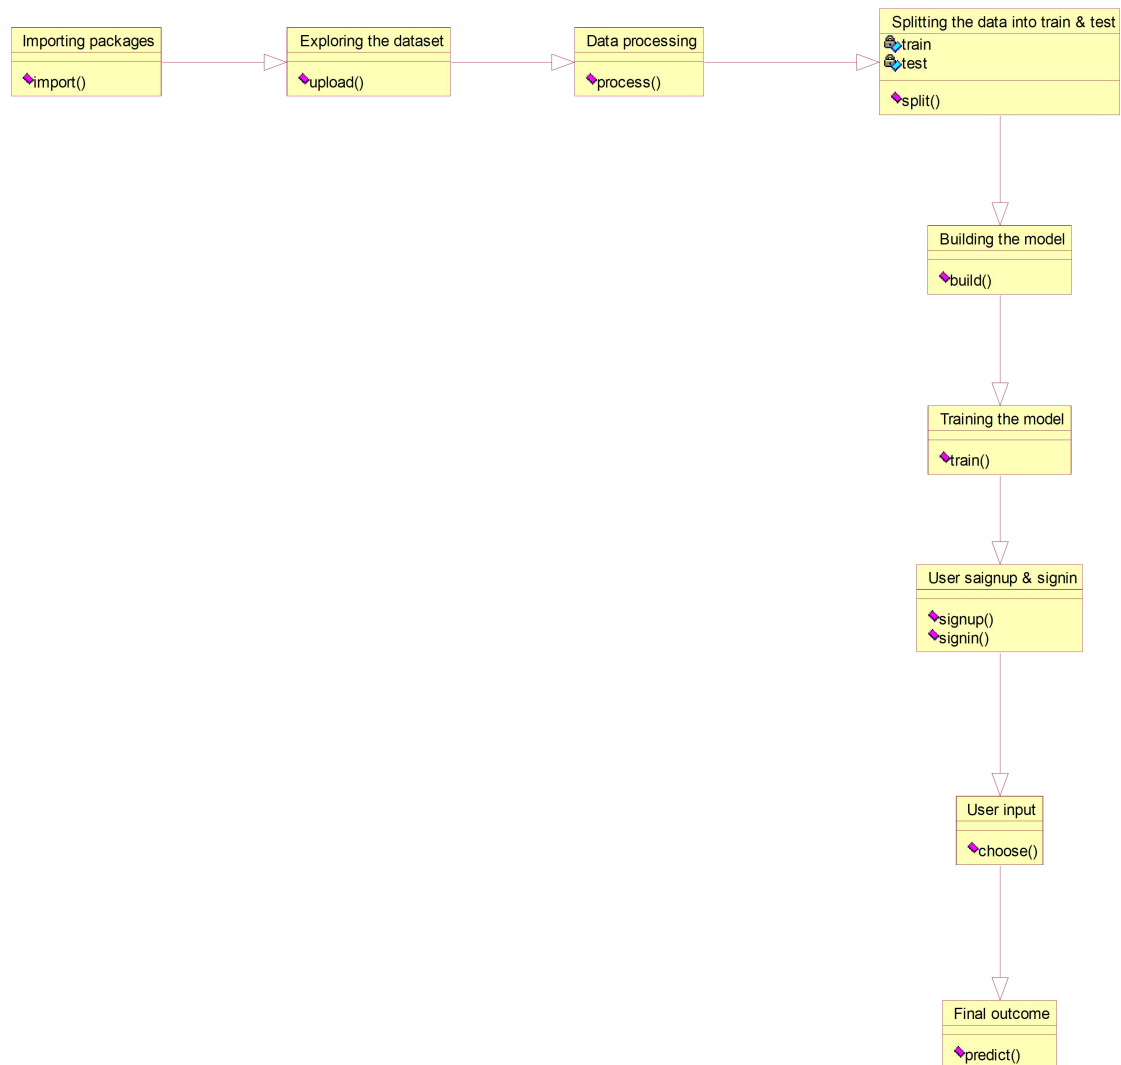 Importing packages
import()
Exploring the dataset
upload()
Data processing
process()
Splitting the data into train & test
train
test
split()
Building the model
build()
Training the model
train()
User saignup & signin
signup()
signin()
User input
choose()
Final outcome
predict()